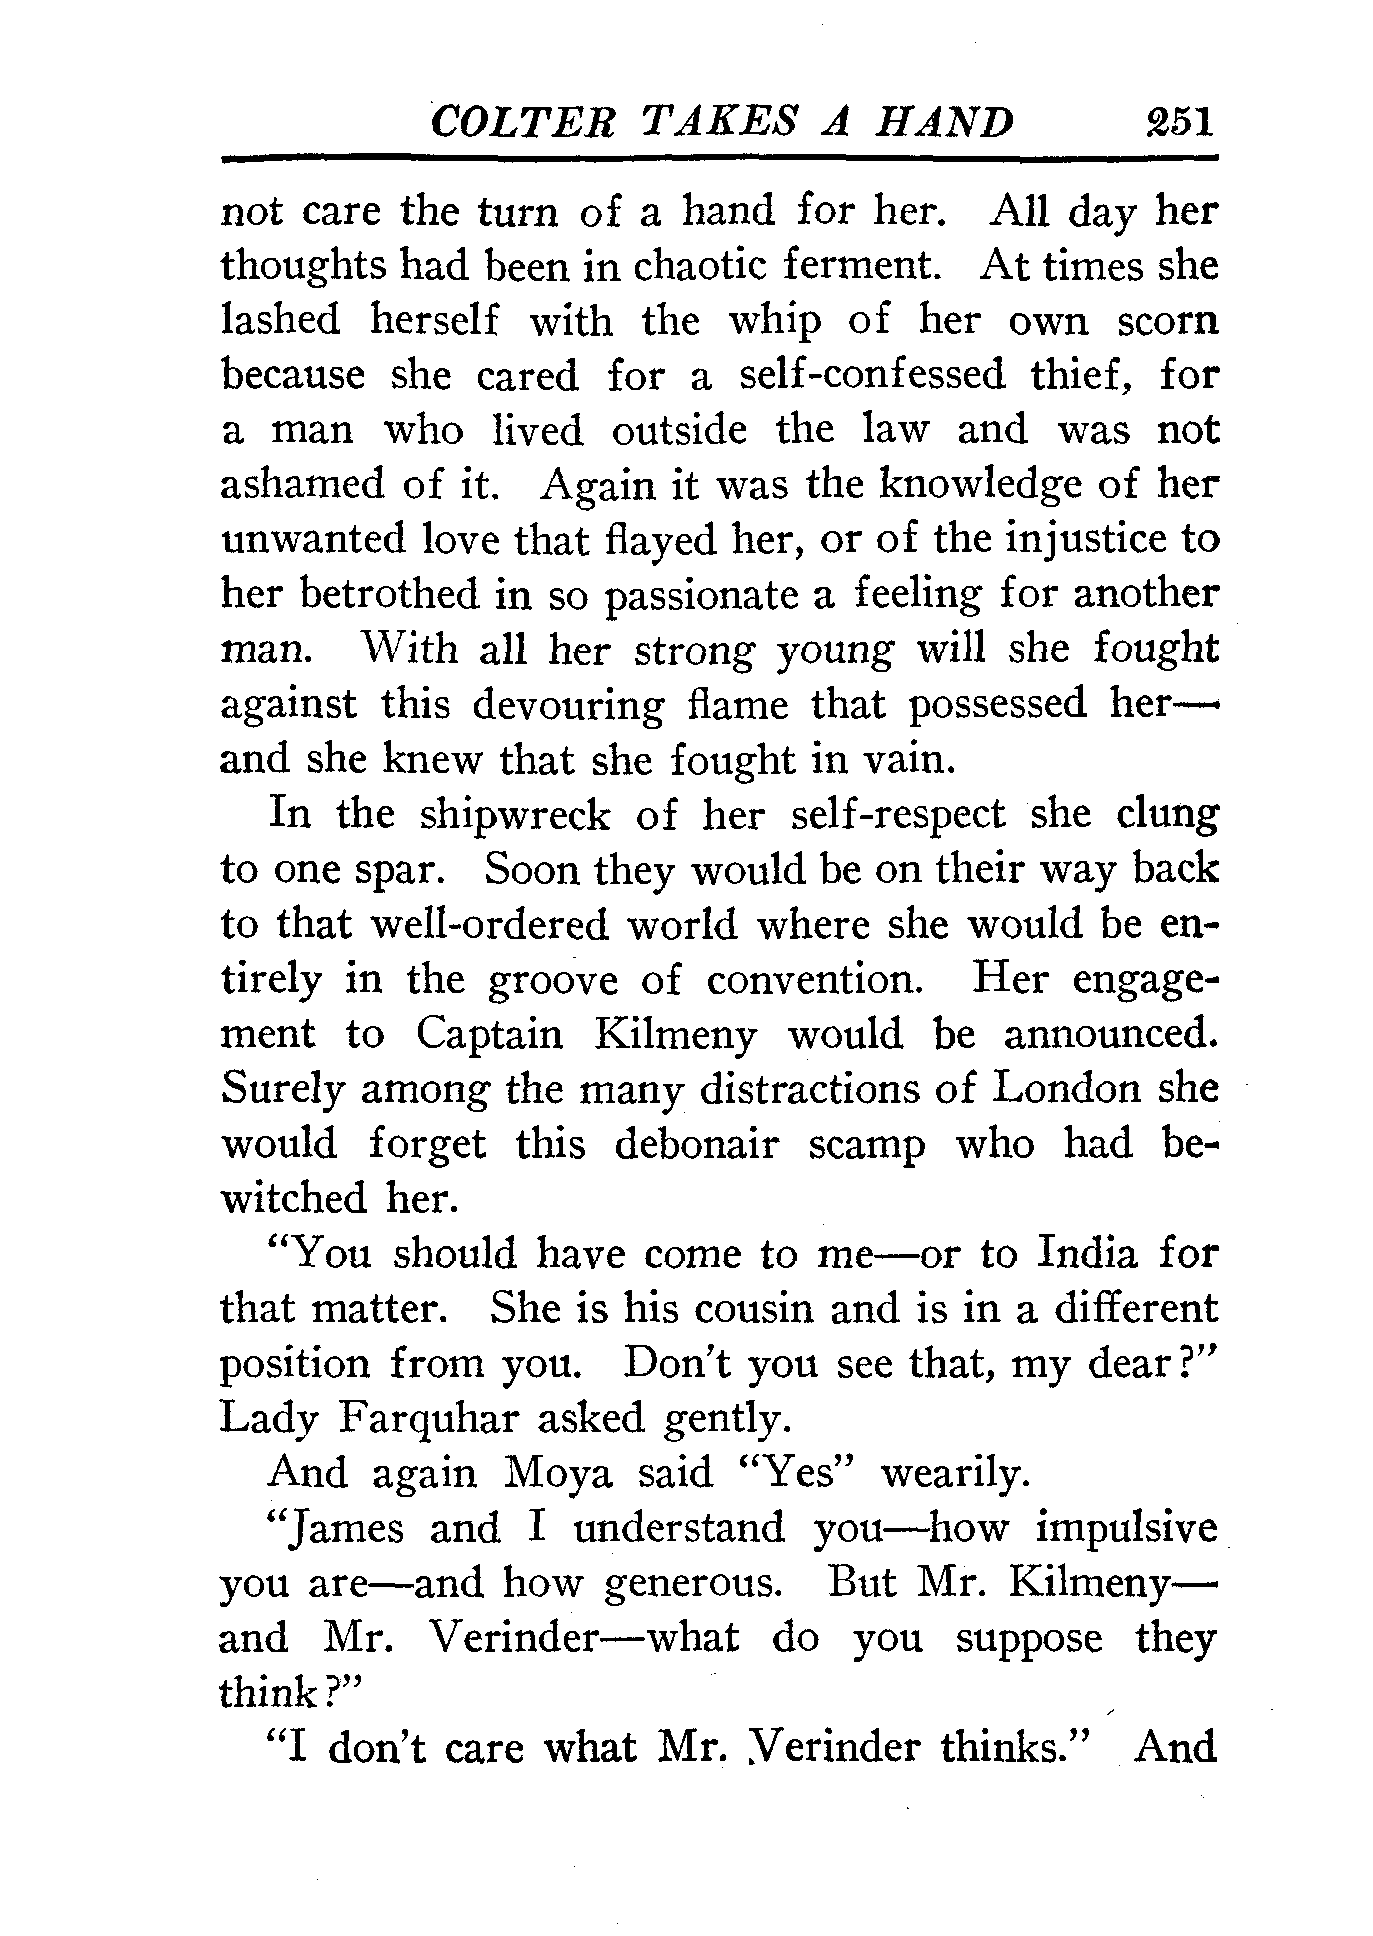 COLTER TAKES A HAND 251
not care the turn of a hand for her. All day her
thoughts had been in chaotic ferment. At times she
lashed herself with the whip of her own scorn
because she cared for a self-confessed thief, for
a man who lived outside the law and was not
ashamed of it. Again it was the knowledge of her
unwanted love that flayed her, or of the injustice to
her betrothed in so passionate a feeling for another
man. With all her strong young will she fought
against this devouring flame that possessed her—
and she knew that she fought in vain.
In the shipwreck of her self-respect she clung
to one spar. Soon they would be on their way back
to that well-ordered world where she would be en-
tirely in the groove of convention. Her engage-
ment to Captain Kilmeny would be announced.
Surely among the many distractions of London she
would forget this debonair scamp who had be-
witched her.
“You should have come to me—or to India for
that matter. She is his cousin and is in a different
position from you. Don’t you see that, my dear?”
Lady Farquhar asked gently.
And again Moya said “Yes” wearily.
“James and I understand you—how impulsive
you are—and how generous. But Mr. Kilmeny—
and Mr. Verinder—what do you suppose they
think?”
“I don’t care what Mr. Verinder thinks.” And